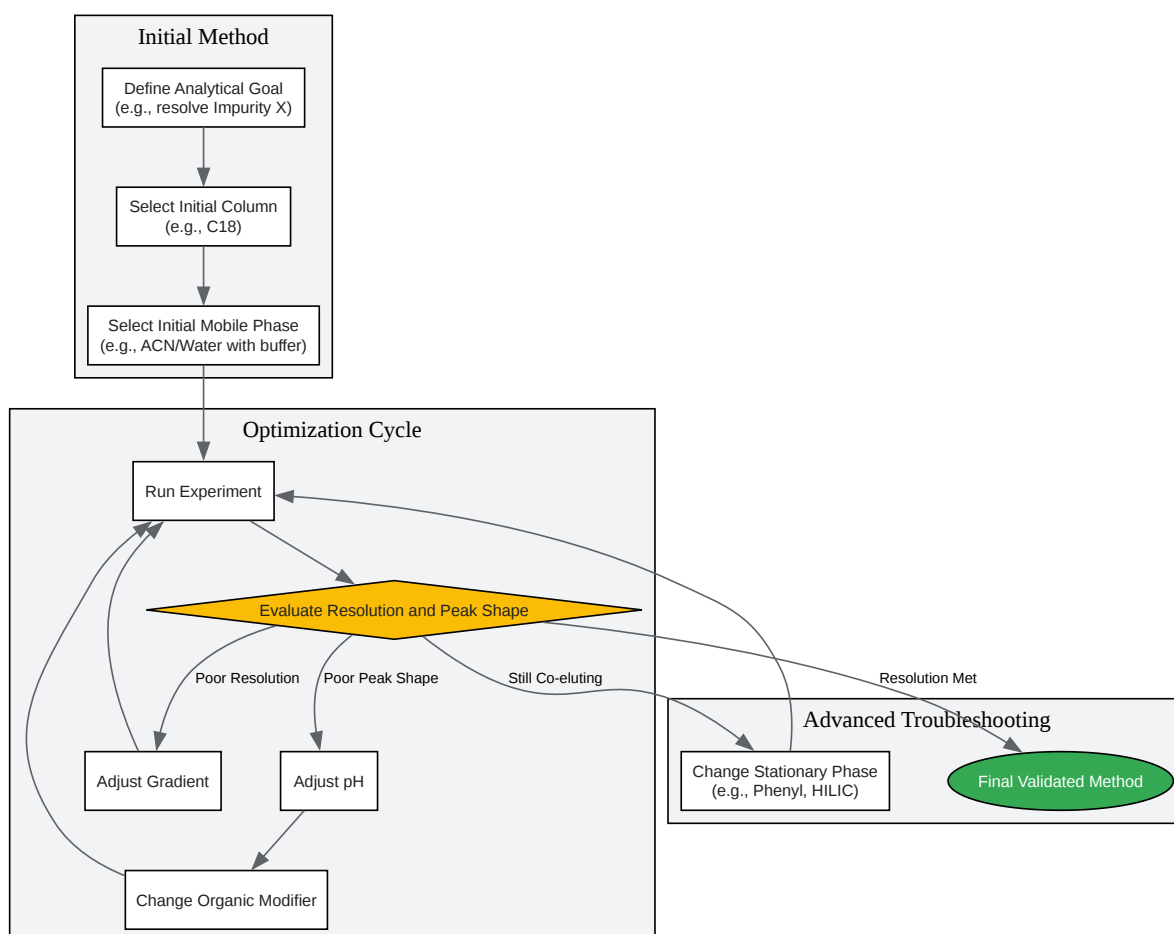 Initial Method
Define Analytical Goal
(e.g., resolve Impurity X)
Select Initial Column
(e.g., C18)
Select Initial Mobile Phase
(e.g., ACN/Water with buffer)
Optimization Cycle
Run Experiment
Evaluate Resolution and Peak Shape
Poor Resolution
Poor Peak Shape
Still Co-eluting
Resolution Met
Advanced Troubleshooting
Adjust Gradient
Adjust pH
Change Stationary Phase
(e.g., Phenyl, HILIC)
Final Validated Method
Change Organic Modifier